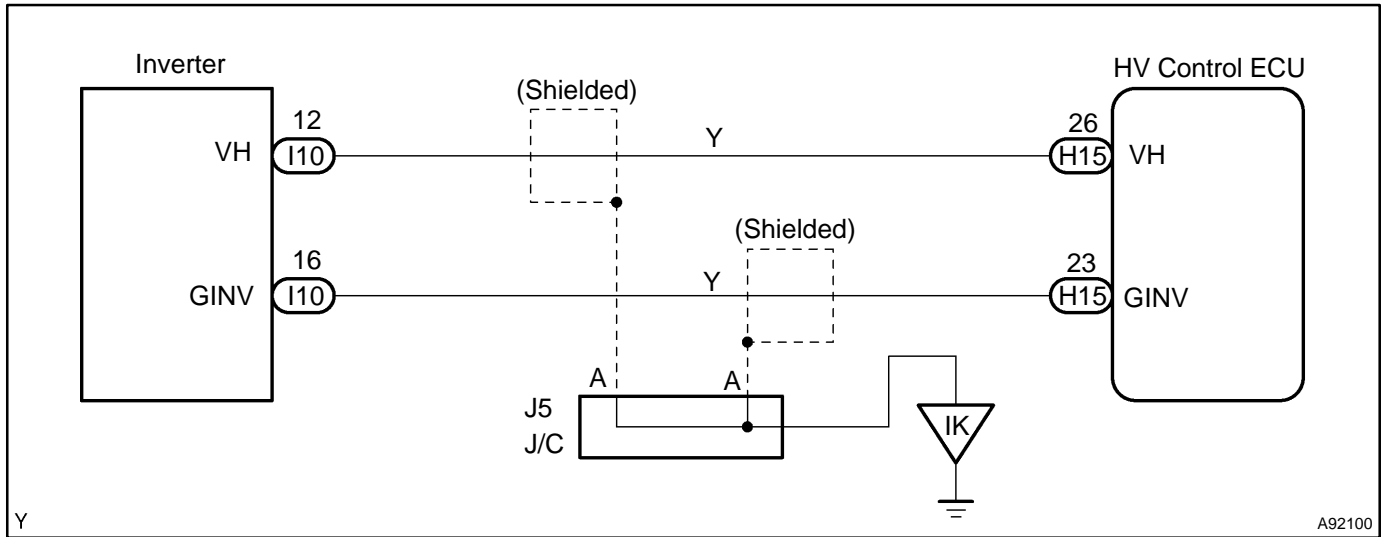 Inverter
HV Control ECU
(Shielded)
12
26
VH
I10
Y
H15
VH
(Shielded)
16
23
GINV
I10
Y
H15
GINV
A
A
J5
J/C
IK
Y
A92100